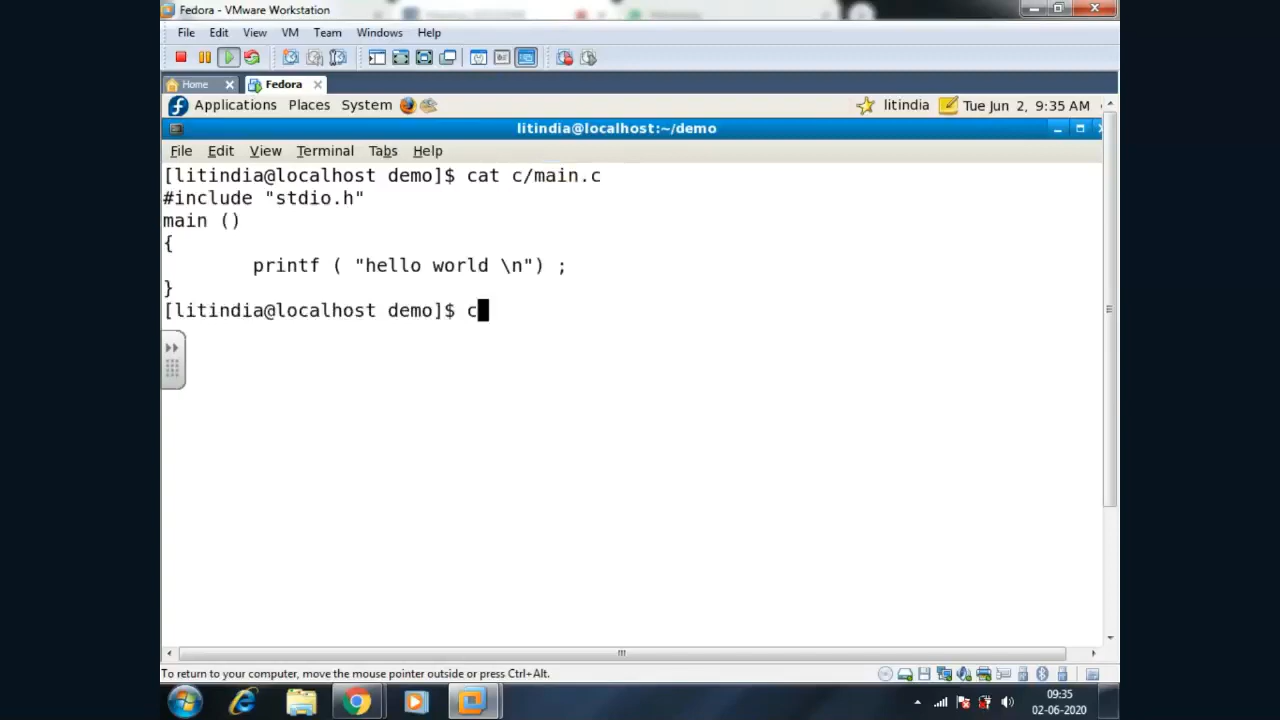 Fedora - VMware Workstation
File Edit View VM Team Windows Help
Home Fedora
Applications Places System litindia Tue Jun 2, 9:35 AM
litindia@localhost:~/demo
File Edit View Terminal Tabs Help
[litindia@localhost demo]$ cat c/main.c
#include "stdio.h"
main ()
{
printf ( "hello world \n") ;
}
[litindia@localhost demo]$ c
To return to your computer, move the mouse pointer outside or press Ctrl+Alt.
09:35
02-06-2020